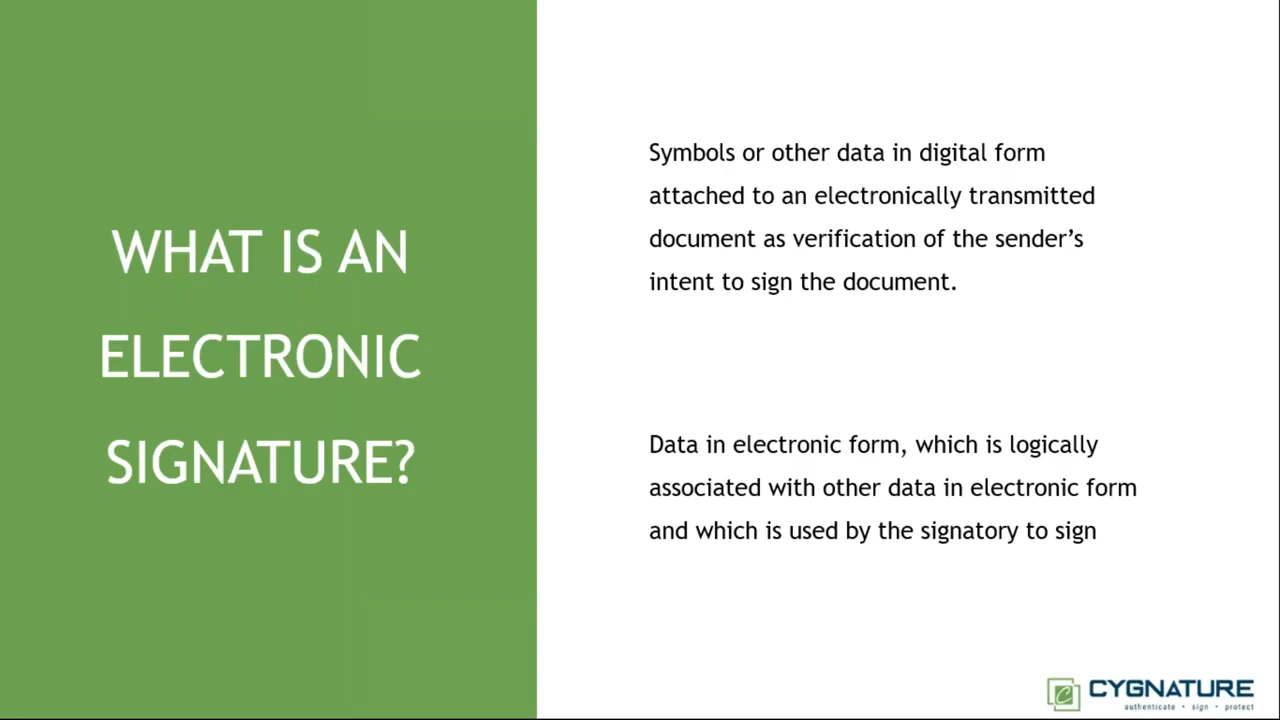 WHAT IS AN
ELECTRONIC
SIGNATURE?
Symbols or other data in digital form
attached to an electronically transmitted
document as verification of the sender’s
intent to sign the document.
Data in electronic form, which is logically
associated with other data in electronic form
and which is used by the signatory to sign
CYGNATURE
authenticate • sign • protect